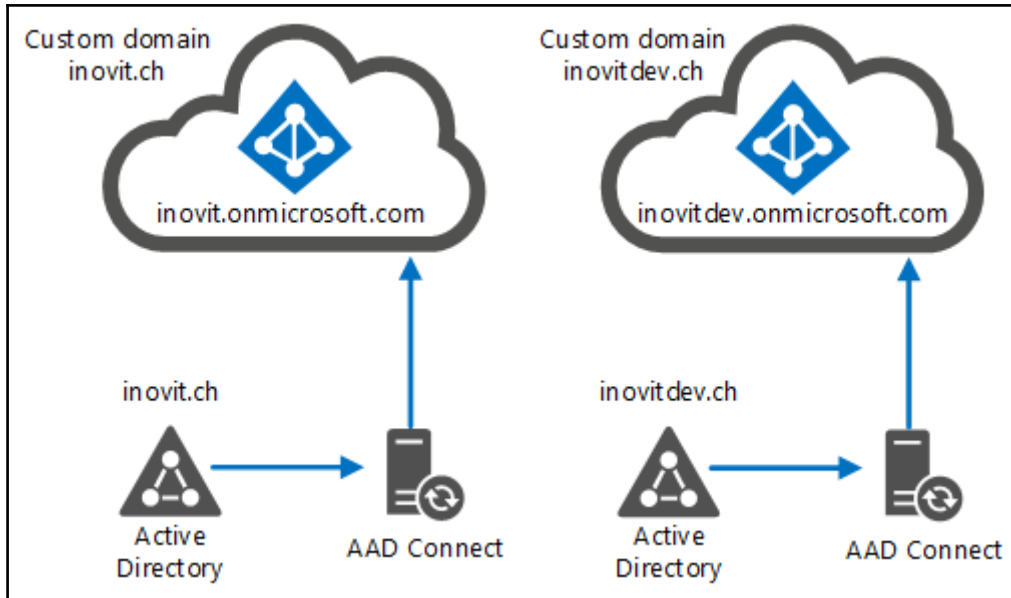 Custom domain
inovit.ch
inovit.onmicrosoft.com
inovit.ch
Active
Directory
AAD Connect
Custom domain
inovitdev.ch
inovitdev.onmicrosoft.com
inovitdev.ch
Active
Directory
AAD Connect